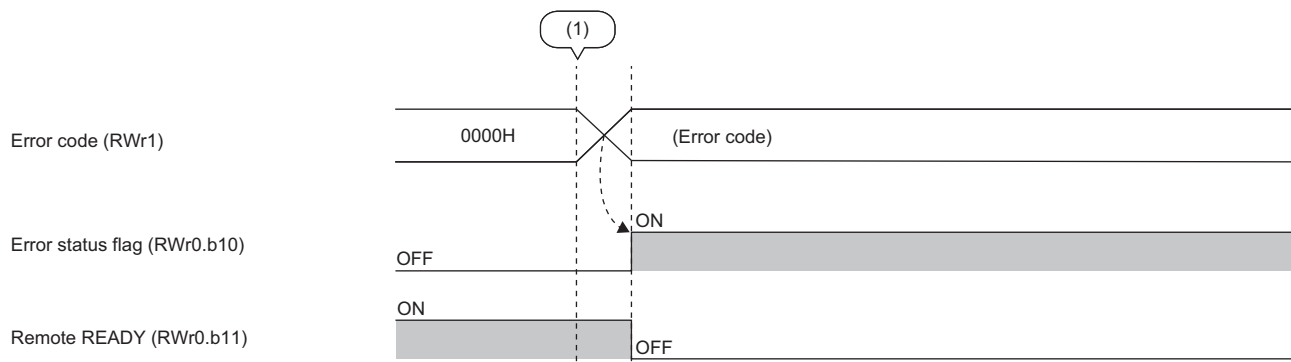 (1)
Error code (RWr1)
0000H
(Error code)
Error status flag (RWr0.b10)
OFF
ON
Remote READY (RWr0.b11)
ON
OFF